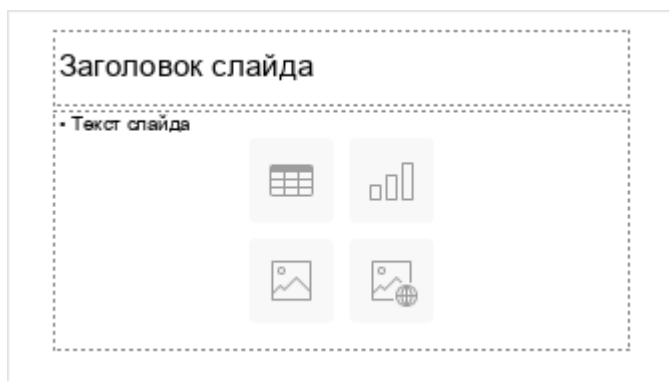 Заголовок слайда
• Текст слайда